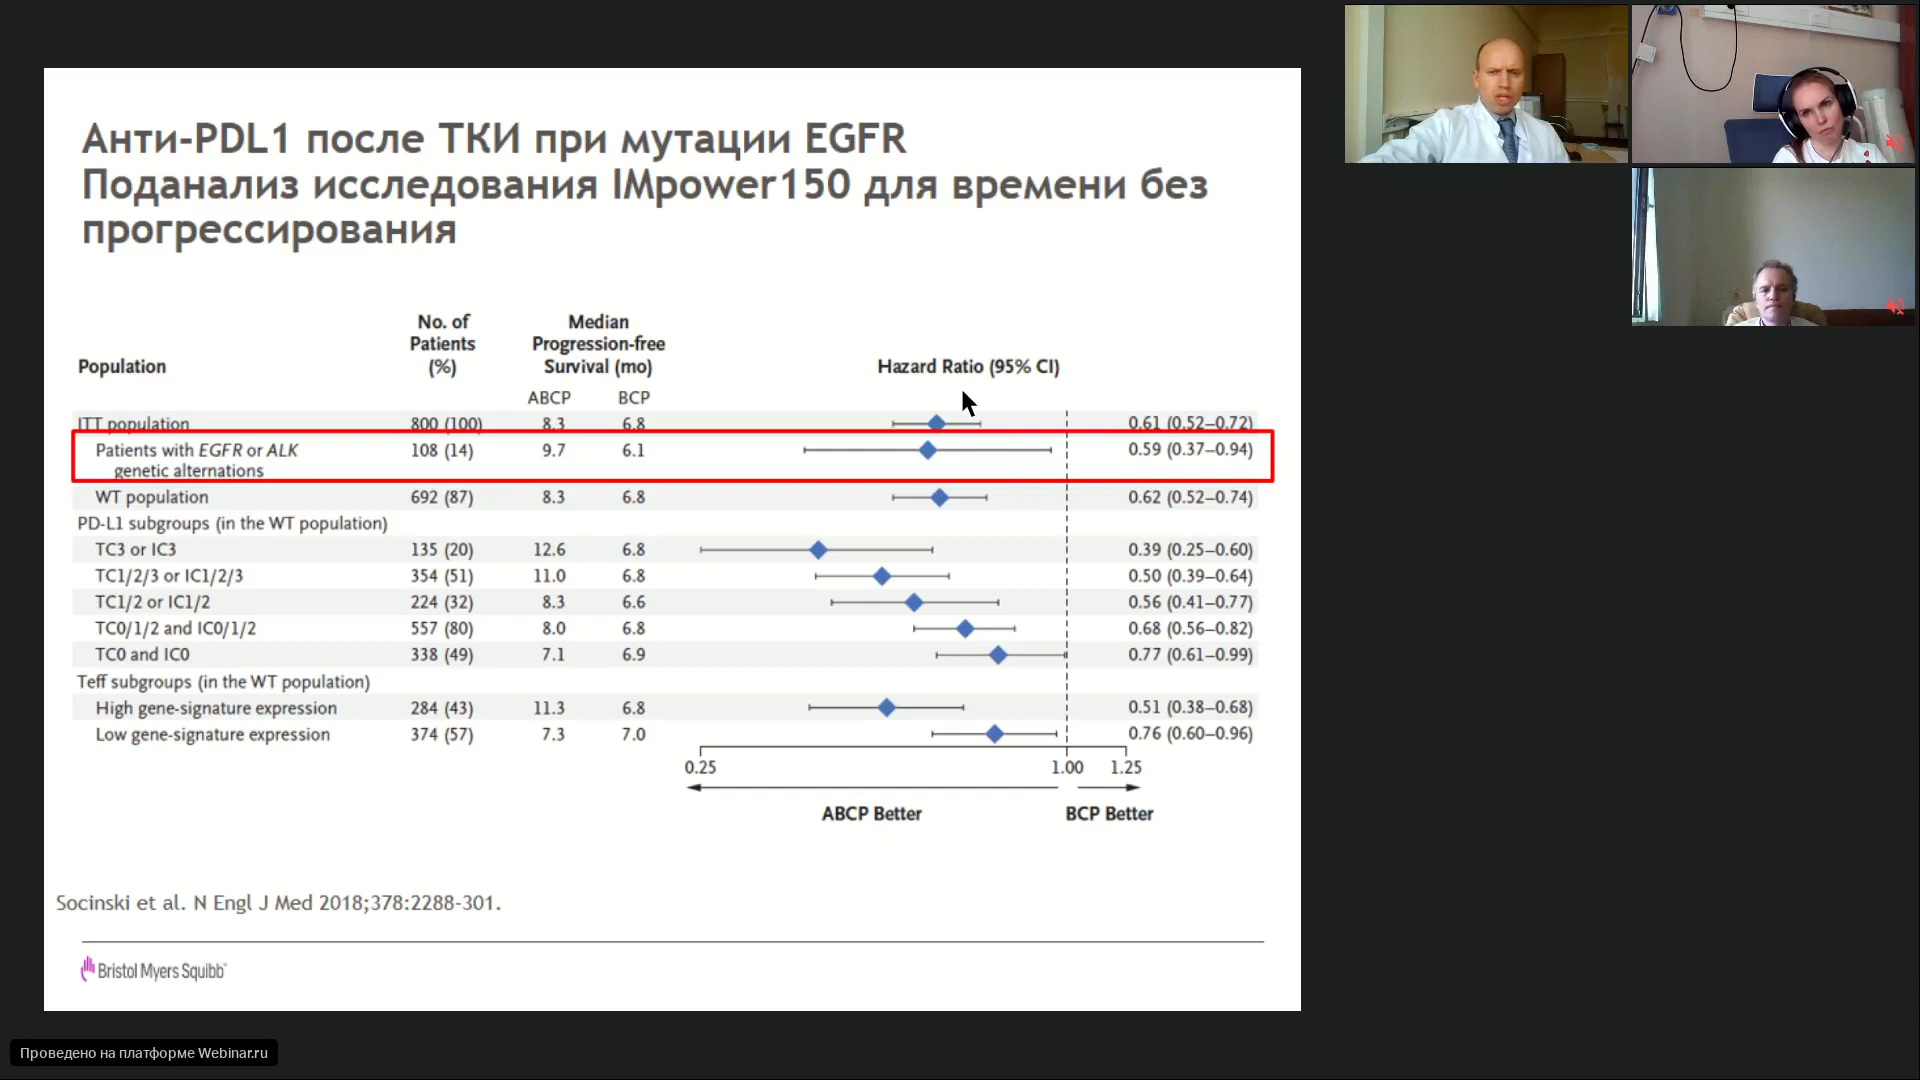 Анти-PDL1 после ТКИ при мутации EGFR
Поданализ исследования IMpower150 для времени без
прогрессирования
Population No. of Patients (%) Median Progression-free Survival (mo) Hazard Ratio (95% CI)
ABCP BCP
ITT population 800 (100) 8.3 6.8 0.61 (0.52–0.72)
Patients with EGFR or ALK 108 (14) 9.7 6.1 0.59 (0.37–0.94)
genetic alternations
WT population 692 (87) 8.3 6.8 0.62 (0.52–0.74)
PD-L1 subgroups (in the WT population)
TC3 or IC3 135 (20) 12.6 6.8 0.39 (0.25–0.60)
TC1/2/3 or IC1/2/3 354 (51) 11.0 6.8 0.50 (0.39–0.64)
TC1/2 or IC1/2 224 (32) 8.3 6.6 0.56 (0.41–0.77)
TC0/1/2 and IC0/1/2 557 (80) 8.0 6.8 0.68 (0.56–0.82)
TC0 and IC0 338 (49) 7.1 6.9 0.77 (0.61–0.99)
Teff subgroups (in the WT population)
High gene-signature expression 284 (43) 11.3 6.8 0.51 (0.38–0.68)
Low gene-signature expression 374 (57) 7.3 7.0 0.76 (0.60–0.96)
0.25 1.00 1.25
ABCP Better BCP Better
Socinski et al. N Engl J Med 2018;378:2288-301.
Bristol Myers Squibb™
Проведено на платформе Webinar.ru